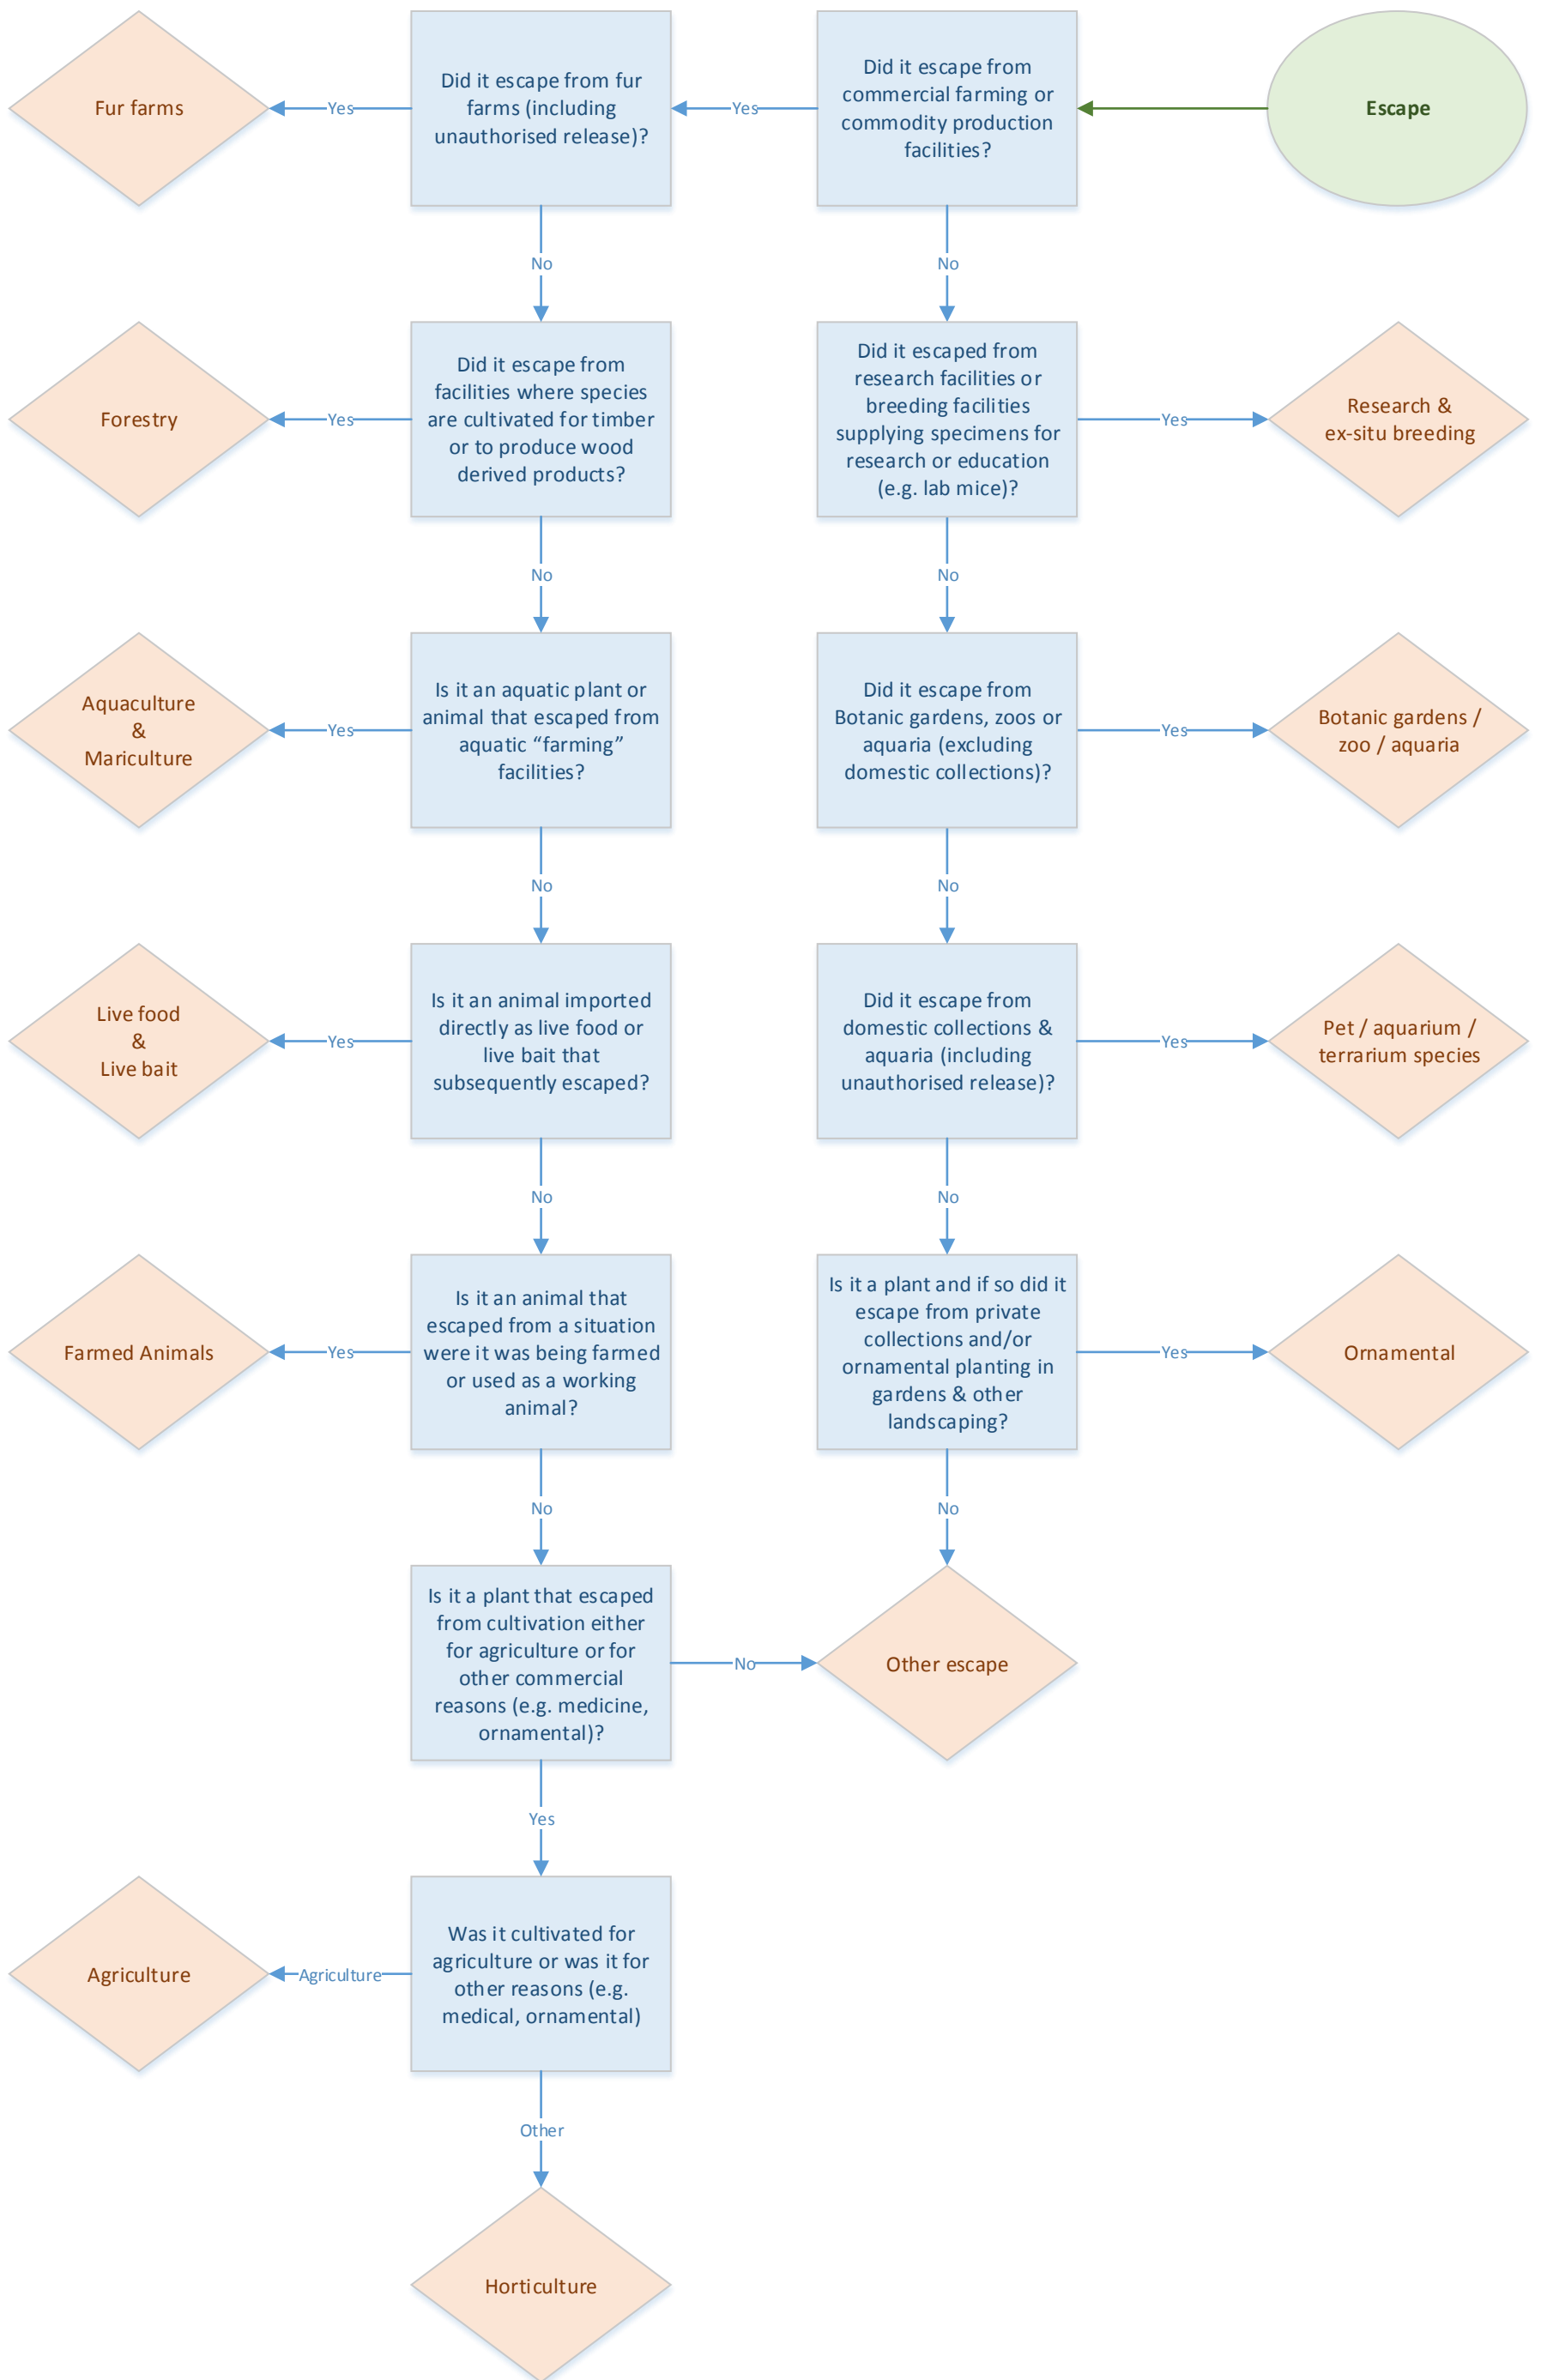 Fur farms
Yes
Did it escape from fur
farms (including
unauthorised release)?
Yes
Did it escape from
commercial farming or
commodity production
facilities?
Escape
No
No
Forestry
Yes
Did it escape from
facilities where species
are cultivated for timber
or to produce wood
derived products?
Did it escaped from
research facilities or
breeding facilities
supplying specimens for
research or education
(e.g. lab mice)?
Yes
Research &
ex-situ breeding
No
No
Aquaculture
&
Mariculture
Yes
Is it an aquatic plant or
animal that escaped from
aquatic “farming”
facilities?
Did it escape from
Botanic gardens, zoos or
aquaria (excluding
domestic collections)?
Yes
Botanic gardens /
zoo / aquaria
No
No
Live food
&
Live bait
Yes
Is it an animal imported
directly as live food or
live bait that
subsequently escaped?
Did it escape from
domestic collections &
aquaria (including
unauthorised release)?
Yes
Pet / aquarium /
terrarium species
No
No
Farmed Animals
Yes
Is it an animal that
escaped from a situation
were it was being farmed
or used as a working
animal?
Is it a plant and if so did it
escape from private
collections and/or
ornamental planting in
gardens & other
landscaping?
Yes
Ornamental
No
No
Is it a plant that escaped
from cultivation either
for agriculture or for
other commercial
reasons (e.g. medicine,
ornamental)?
No
Other escape
Yes
Agriculture
Agriculture
Was it cultivated for
agriculture or was it for
other reasons (e.g.
medical, ornamental)
Other
Horticulture